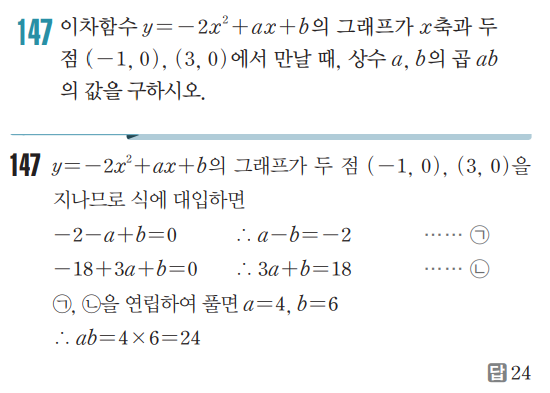 147 이차함수 y=-2x²+ax+b의 그래프가 x축과 두
점 (-1, 0), (3, 0)에서 만날 때, 상수 a, b의 곱 ab
의 값을 구하시오.
147 y=-2x²+ax+b의 그래프가 두 점 (-1, 0), (3, 0)을
지나므로 식에 대입하면
-2-a+b=0 ∴ a-b=-2 …… ㉠
-18+3a+b=0 ∴ 3a+b=18 …… ㉡
㉠, ㉡을 연립하여 풀면 a=4, b=6
∴ ab=4×6=24
답 24